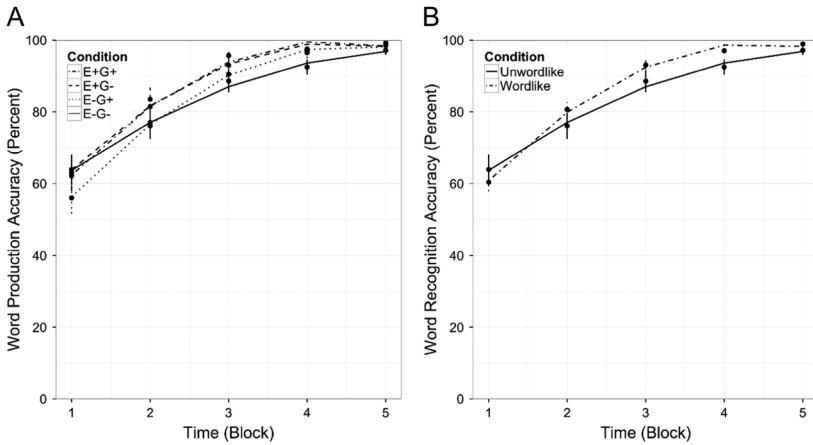 A
Word Production Accuracy (Percent)
100
80
60
40
20
0
Condition
E+G+
E+G-
E-G+
E-G-
1 2 3 4 5
Time (Block)
B
Word Recognition Accuracy (Percent)
100
80
60
40
20
0
Condition
Unwordlike
Wordlike
1 2 3 4 5
Time (Block)